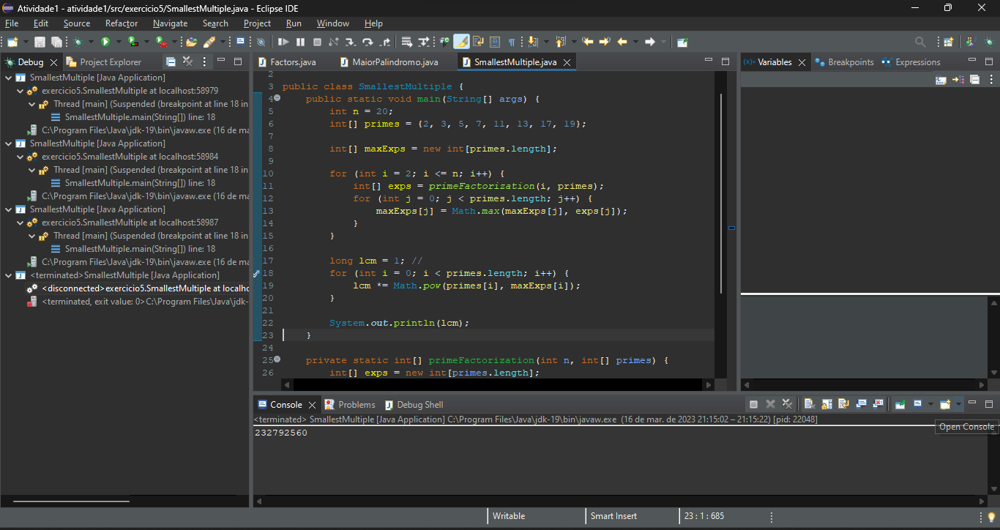 Atividade1 - atividade1/src/exercicio5/SmallestMultiple.java - Eclipse IDE
File Edit Source Refactor Navigate Search Project Run Window Help
Debug Project Explorer
SmallestMultiple [Java Application]
exercicio5.SmallestMultiple at localhost:58979
Thread [main] (Suspended (breakpoint at line 18 in
SmallestMultiple.main(String[]) line: 18
C:\Program Files\Java\jdk-19\bin\javaw.exe (16 de ma
SmallestMultiple [Java Application]
exercicio5.SmallestMultiple at localhost:58984
Thread [main] (Suspended (breakpoint at line 18 in
SmallestMultiple.main(String[]) line: 18
C:\Program Files\Java\jdk-19\bin\javaw.exe (16 de ma
SmallestMultiple [Java Application]
exercicio5.SmallestMultiple at localhost:58987
Thread [main] (Suspended (breakpoint at line 18 in
SmallestMultiple.main(String[]) line: 18
C:\Program Files\Java\jdk-19\bin\javaw.exe (16 de ma
<terminated>SmallestMultiple [Java Application]
<disconnected>exercicio5.SmallestMultiple at localho
<terminated, exit value: 0>C:\Program Files\Java\jdk-
Factors.java MaiorPalindromo.java SmallestMultiple.java
2
3 public class SmallestMultiple {
4 public static void main(String[] args) {
5 int n = 20;
6 int[] primes = {2, 3, 5, 7, 11, 13, 17, 19};
7
8 int[] maxExps = new int[primes.length];
9
10 for (int i = 2; i <= n; i++) {
11 int[] exps = primeFactorization(i, primes);
12 for (int j = 0; j < primes.length; j++) {
13 maxExps[j] = Math.max(maxExps[j], exps[j]);
14 }
15 }
16
17 long lcm = 1; //
18 for (int i = 0; i < primes.length; i++) {
19 lcm *= Math.pow(primes[i], maxExps[i]);
20 }
21
22 System.out.println(lcm);
23 }
24
25 private static int[] primeFactorization(int n, int[] primes) {
26 int[] exps = new int[primes.length];
(x)= Variables Breakpoints Expressions
Console Problems Debug Shell
<terminated> SmallestMultiple [Java Application] C:\Program Files\Java\jdk-19\bin\javaw.exe (16 de mar. de 2023 21:15:02 – 21:15:22) [pid: 22048]
Open Console
232792560
Writable Smart Insert 23 : 1 : 685